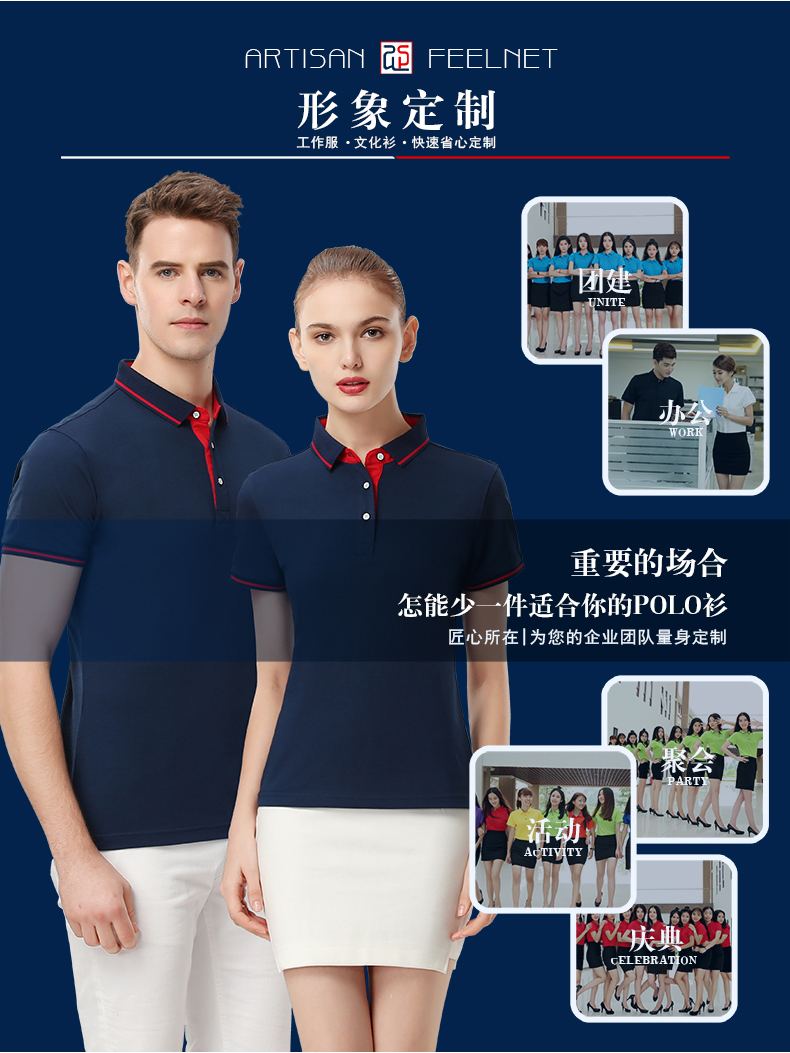 ARTISAN FEELNET
形象定制
工作服·文化衫·快速省心定制
团建
UNITE
办公
WORK
重要的场合
怎能少一件适合你的POLO衫
匠心所在|为您的企业团队量身定制
聚会
PARTY
活动
ACTIVITY
庆典
CELEBRATION